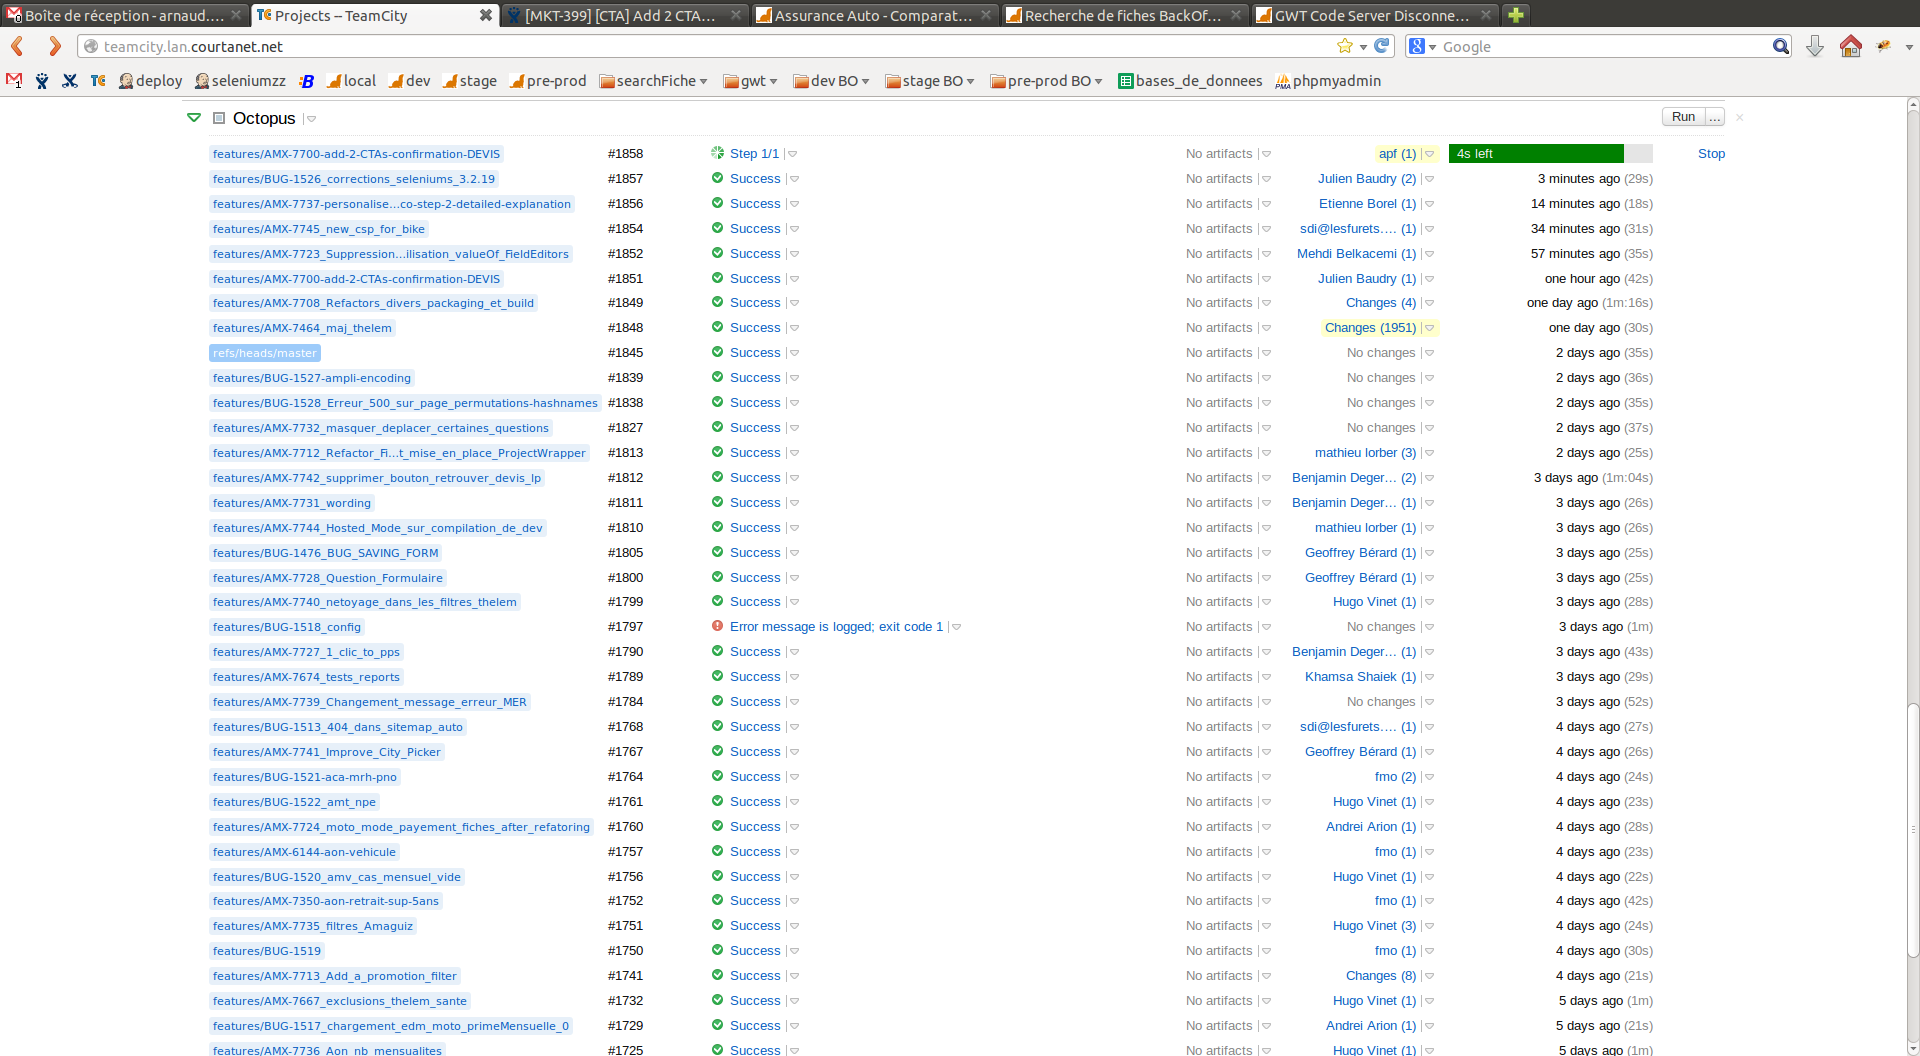 Boîte de réception - arnaud.... Projects -- TeamCity [MKT-399] [CTA] Add 2 CTA... Assurance Auto - Comparat... Recherche de fiches BackOf... GWT Code Server Disconne...
teamcity.lan.courtanet.net Google
TC deploy seleniumzz :B local dev stage pre-prod searchFiche gwt dev BO stage BO pre-prod BO bases_de_donnees phpmyadmin
Octopus Run ...
features/AMX-7700-add-2-CTAs-confirmation-DEVIS #1858 Step 1/1 No artifacts apf (1) 4s left Stop
features/BUG-1526_corrections_seleniums_3.2.19 #1857 Success No artifacts Julien Baudry (2) 3 minutes ago (29s)
features/AMX-7737-personalise...co-step-2-detailed-explanation #1856 Success No artifacts Etienne Borel (1) 14 minutes ago (18s)
features/AMX-7745_new_csp_for_bike #1854 Success No artifacts sdi@lesfurets.... (1) 34 minutes ago (31s)
features/AMX-7723_Suppression...ilisation_valueOf_FieldEditors #1852 Success No artifacts Mehdi Belkacemi (1) 57 minutes ago (35s)
features/AMX-7700-add-2-CTAs-confirmation-DEVIS #1851 Success No artifacts Julien Baudry (1) one hour ago (42s)
features/AMX-7708_Refactors_divers_packaging_et_build #1849 Success No artifacts Changes (4) one day ago (1m:16s)
features/AMX-7464_maj_thelem #1848 Success No artifacts Changes (1951) one day ago (30s)
refs/heads/master #1845 Success No artifacts No changes 2 days ago (35s)
features/BUG-1527-ampli-encoding #1839 Success No artifacts No changes 2 days ago (36s)
features/BUG-1528_Erreur_500_sur_page_permutations-hashnames #1838 Success No artifacts No changes 2 days ago (35s)
features/AMX-7732_masquer_deplacer_certaines_questions #1827 Success No artifacts No changes 2 days ago (37s)
features/AMX-7712_Refactor_Fi...t_mise_en_place_ProjectWrapper #1813 Success No artifacts mathieu lorber (3) 2 days ago (25s)
features/AMX-7742_supprimer_bouton_retrouver_devis_lp #1812 Success No artifacts Benjamin Deger... (2) 3 days ago (1m:04s)
features/AMX-7731_wording #1811 Success No artifacts Benjamin Deger... (1) 3 days ago (26s)
features/AMX-7744_Hosted_Mode_sur_compilation_de_dev #1810 Success No artifacts mathieu lorber (1) 3 days ago (26s)
features/BUG-1476_BUG_SAVING_FORM #1805 Success No artifacts Geoffrey Bérard (1) 3 days ago (25s)
features/AMX-7728_Question_Formulaire #1800 Success No artifacts Geoffrey Bérard (1) 3 days ago (25s)
features/AMX-7740_netoyage_dans_les_filtres_thelem #1799 Success No artifacts Hugo Vinet (1) 3 days ago (28s)
features/BUG-1518_config #1797 Error message is logged; exit code 1 No artifacts No changes 3 days ago (1m)
features/AMX-7727_1_clic_to_pps #1790 Success No artifacts Benjamin Deger... (1) 3 days ago (43s)
features/AMX-7674_tests_reports #1789 Success No artifacts Khamsa Shaiek (1) 3 days ago (29s)
features/AMX-7739_Changement_message_erreur_MER #1784 Success No artifacts No changes 3 days ago (52s)
features/BUG-1513_404_dans_sitemap_auto #1768 Success No artifacts sdi@lesfurets.... (1) 4 days ago (27s)
features/AMX-7741_Improve_City_Picker #1767 Success No artifacts Geoffrey Bérard (1) 4 days ago (26s)
features/BUG-1521-aca-mrh-pno #1764 Success No artifacts fmo (2) 4 days ago (24s)
features/BUG-1522_amt_npe #1761 Success No artifacts Hugo Vinet (1) 4 days ago (23s)
features/AMX-7724_moto_mode_payement_fiches_after_refatoring #1760 Success No artifacts Andrei Arion (1) 4 days ago (28s)
features/AMX-6144-aon-vehicule #1757 Success No artifacts fmo (1) 4 days ago (23s)
features/BUG-1520_amv_cas_mensuel_vide #1756 Success No artifacts Hugo Vinet (1) 4 days ago (22s)
features/AMX-7350-aon-retrait-sup-5ans #1752 Success No artifacts fmo (1) 4 days ago (42s)
features/AMX-7735_filtres_Amaguiz #1751 Success No artifacts Hugo Vinet (3) 4 days ago (24s)
features/BUG-1519 #1750 Success No artifacts fmo (1) 4 days ago (30s)
features/AMX-7713_Add_a_promotion_filter #1741 Success No artifacts Changes (8) 4 days ago (21s)
features/AMX-7667_exclusions_thelem_sante #1732 Success No artifacts Hugo Vinet (1) 5 days ago (1m)
features/BUG-1517_chargement_edm_moto_primeMensuelle_0 #1729 Success No artifacts Andrei Arion (1) 5 days ago (21s)
features/AMX-7736_Aon_nb_mensualites #1725 Success No artifacts Hugo Vinet (1) 5 days ago (1m)